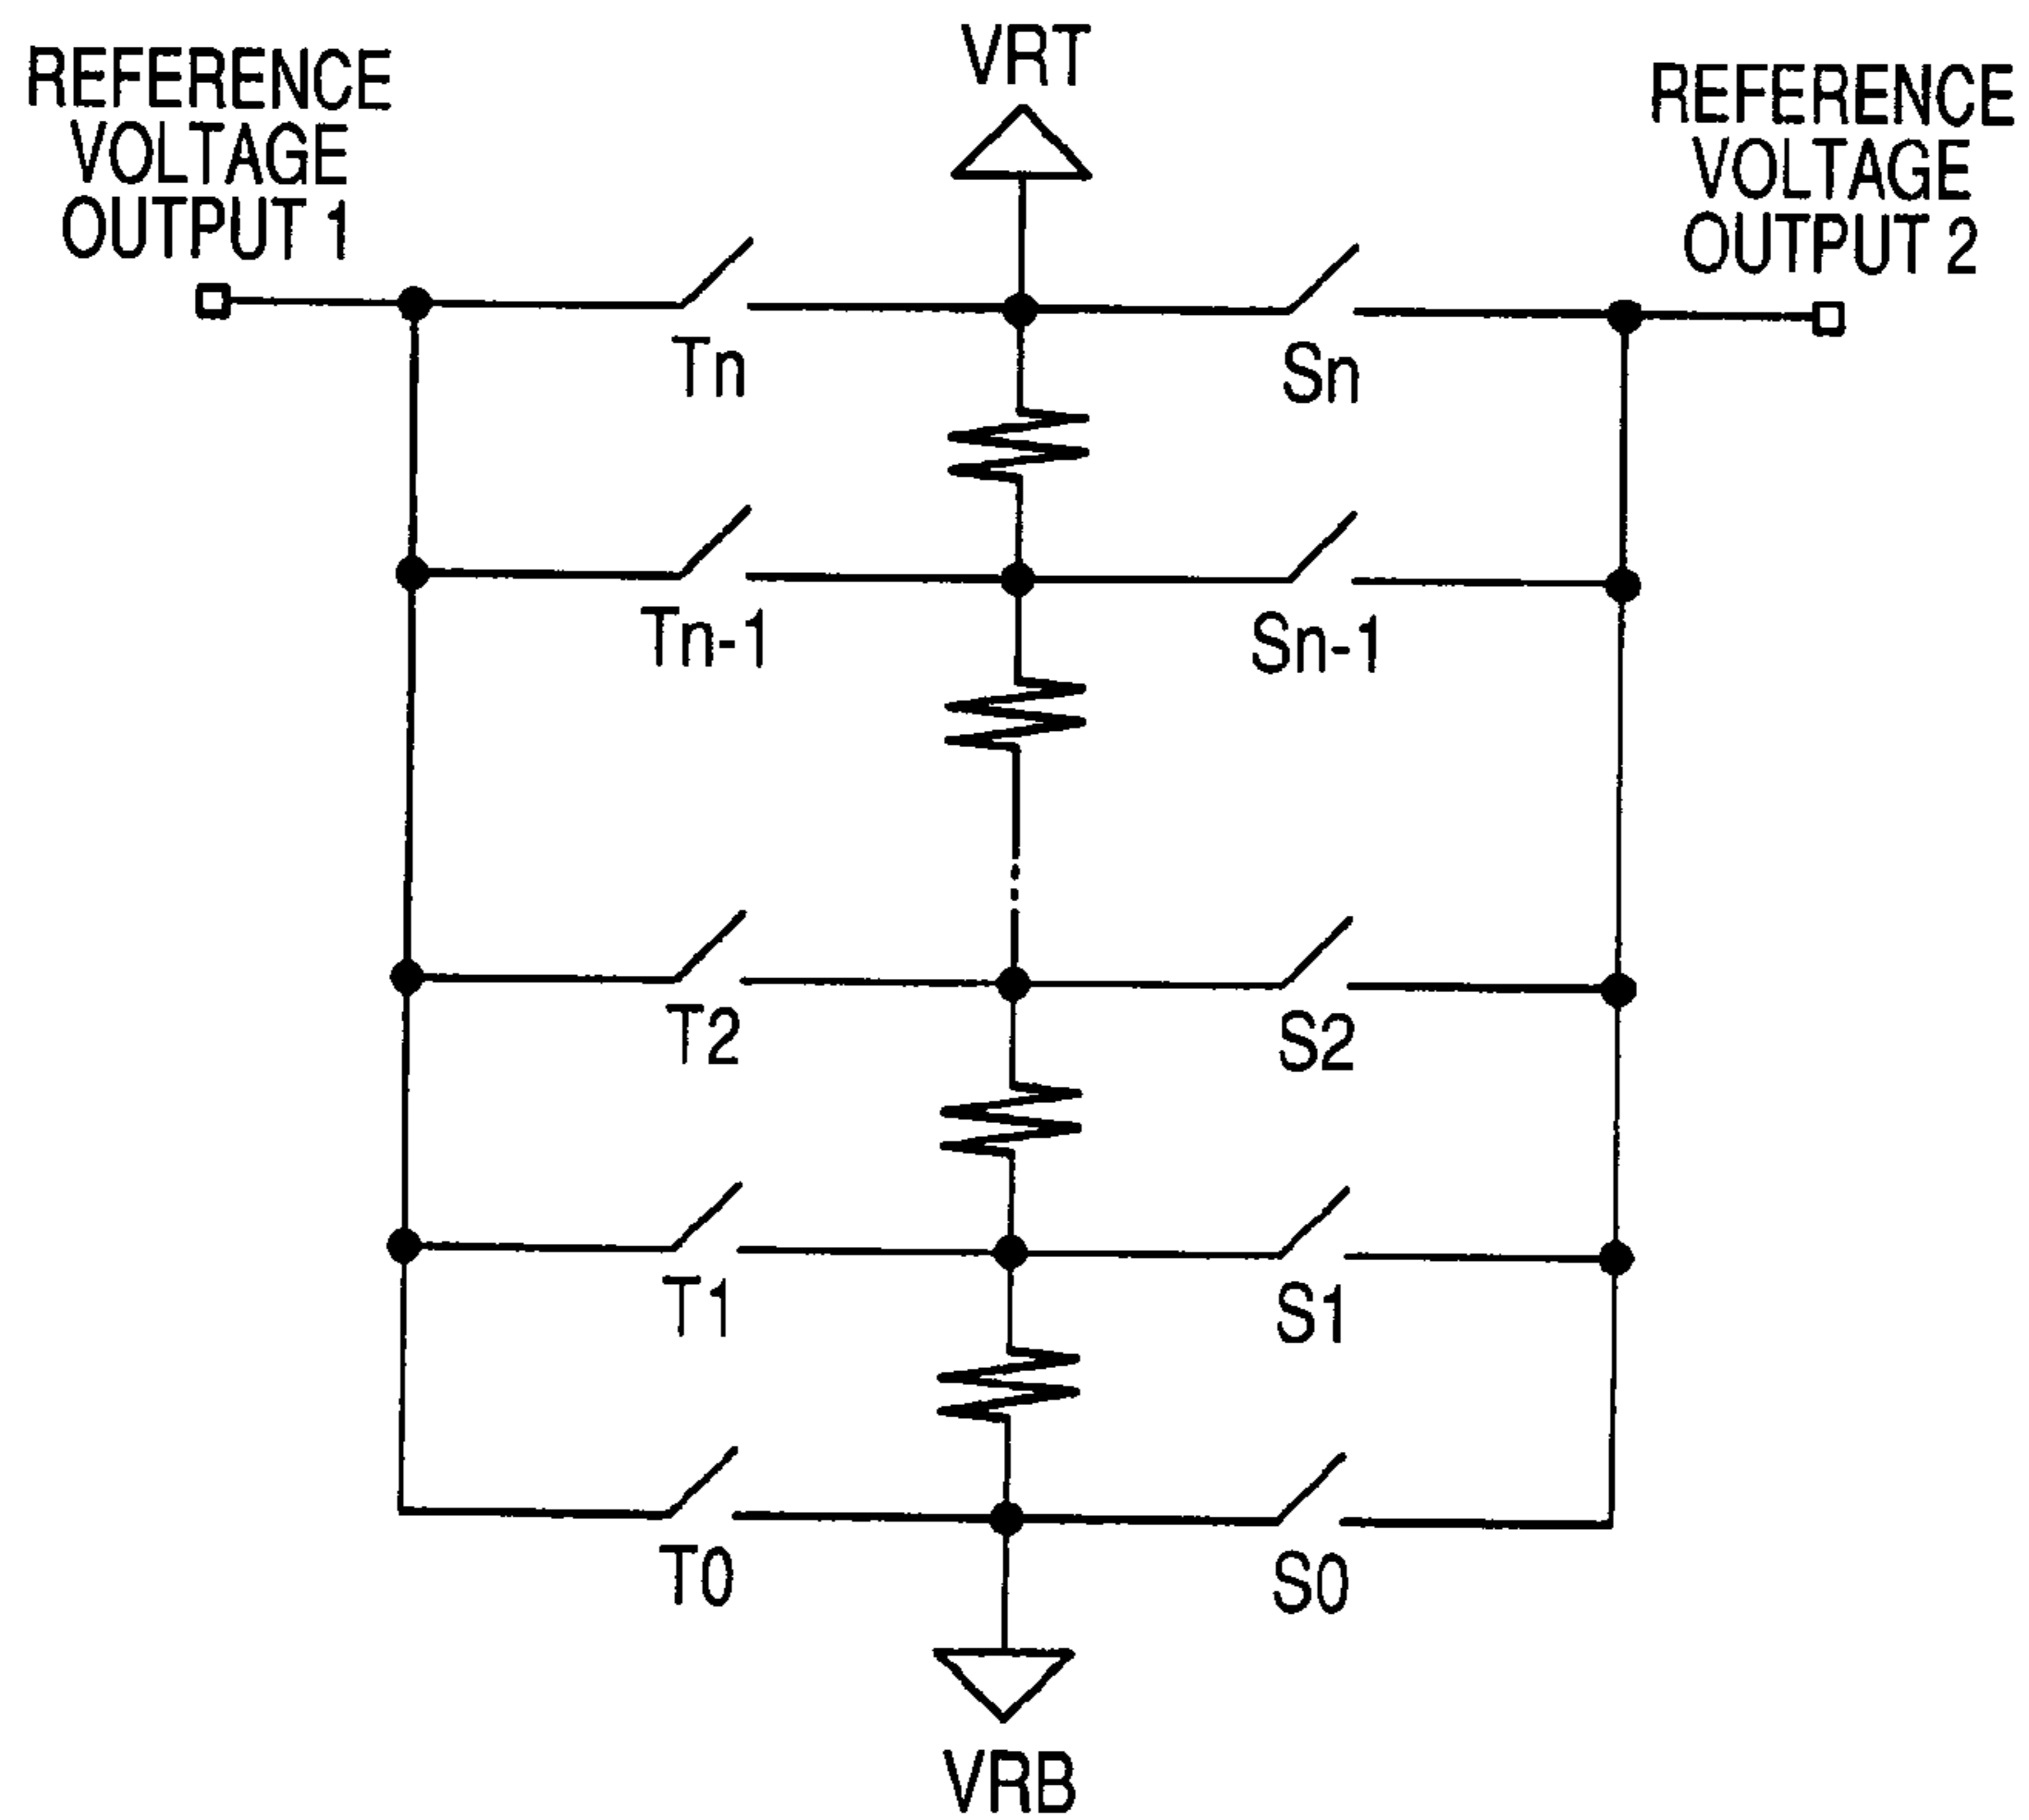 REFERENCE
VOLTAGE
OUTPUT 1
VRT
REFERENCE
VOLTAGE
OUTPUT 2
Tn
Sn
Tn-1
Sn-1
T2
S2
T1
S1
T0
S0
VRB